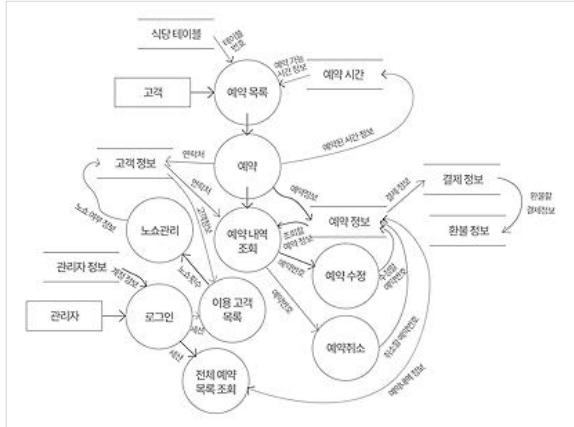 식당 테이블
테이블
번호
예약 가능
시간 정보
예약 시간
고객
예약 목록
예약된 시간 정보
연락처
예약
고객 정보
연락처
고객정보
예약정보
결제 정보
결제 정보
환불할
결제정보
노쇼 여부 정보
노쇼관리
예약 내역
조회
조회할
예약 정보
예약 정보
환불 정보
관리자 정보
계정 정보
노쇼횟수
예약번호
예약 수정
수정할
예약번호
관리자
로그인
세션
이용 고객
목록
예약번호
예약취소
취소할 예약번호
세션
전체 예약
목록 조회
예약내역 정보